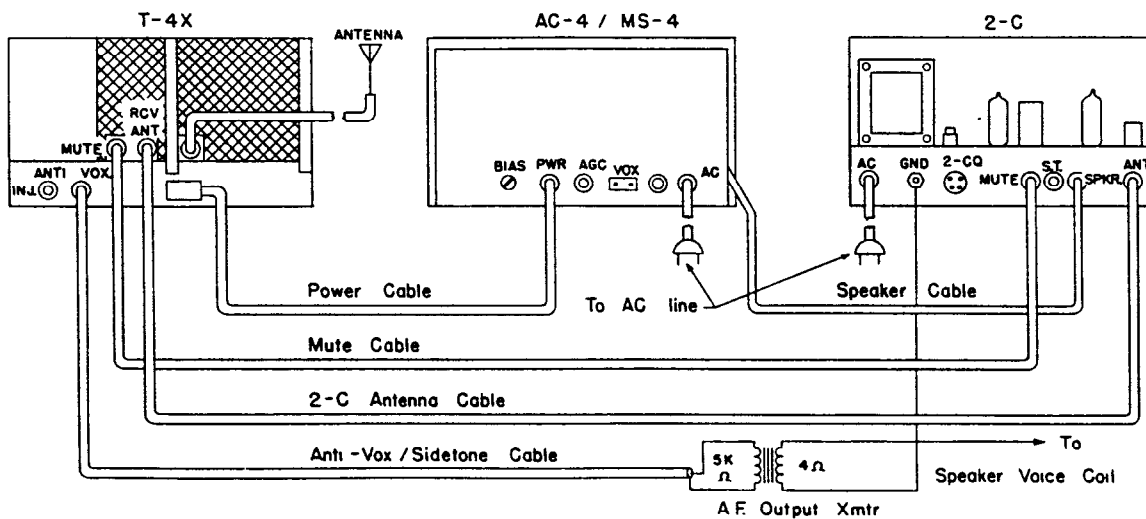 T-4X
AC-4 / MS-4
2-C
ANTENNA
RCV
ANT
MUTE
ANTI
VOX
INJ.
BIAS
PWR
AGC
VOX
AC
AC
GND
2-CQ
MUTE
S.T.
SPKR
ANT
Power Cable
To AC line
Speaker Cable
Mute Cable
2-C Antenna Cable
Anti-Vox/Sidetone Cable
5K
Ω
4Ω
To
Speaker Voice Coil
A.F. Output Xmtr